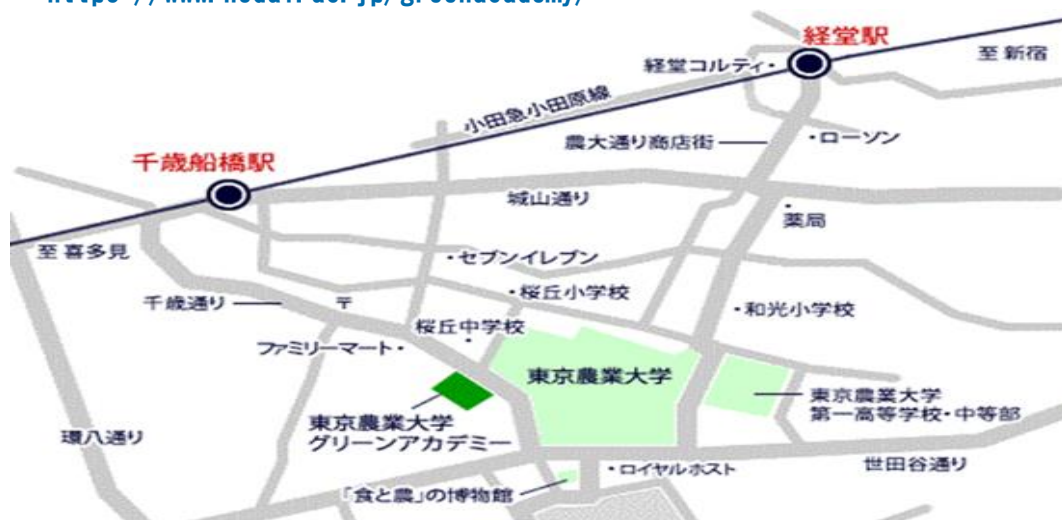 経堂駅
至 新宿
経堂コルティ・
小田急小田原線
農大通り商店街
・ローソン
千歳船橋駅
城山通り
薬局
至 喜多見
・セブンイレブン
千歳通り
〒
・桜丘小学校
・和光小学校
桜丘中学校
ファミリーマート・
東京農業大学
東京農業大学
第一高等学校・中等部
東京農業大学
グリーンアカデミー
環八通り
・ロイヤルホスト
世田谷通り
「食と農」の博物館